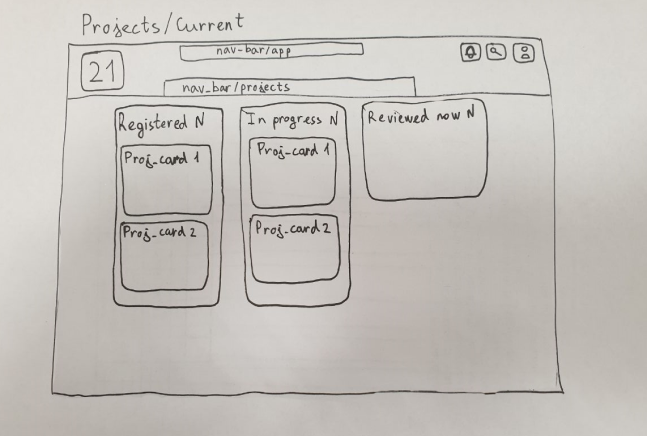 Projects/Current
nav-bar/app
21
nav_bar/projects
Registered N
In progress N
Reviewed now N
Proj_card 1
Proj_card 1
Proj_card 2
Proj_card 2